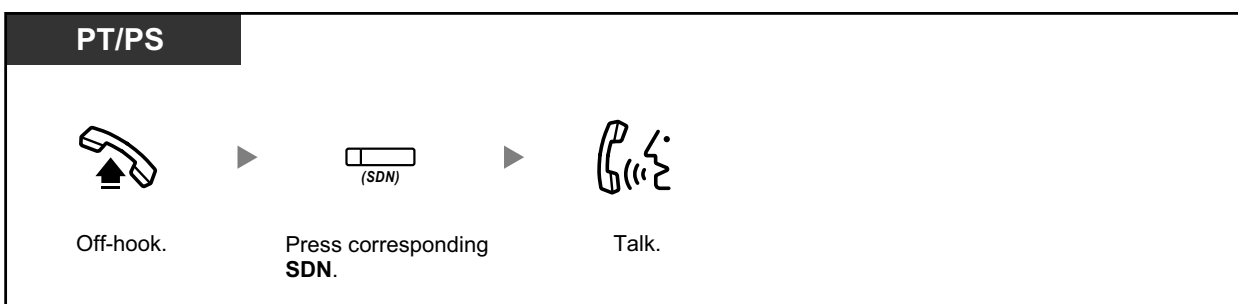 PT/PS
(SDN)
Off-hook.
Press corresponding
SDN.
Talk.